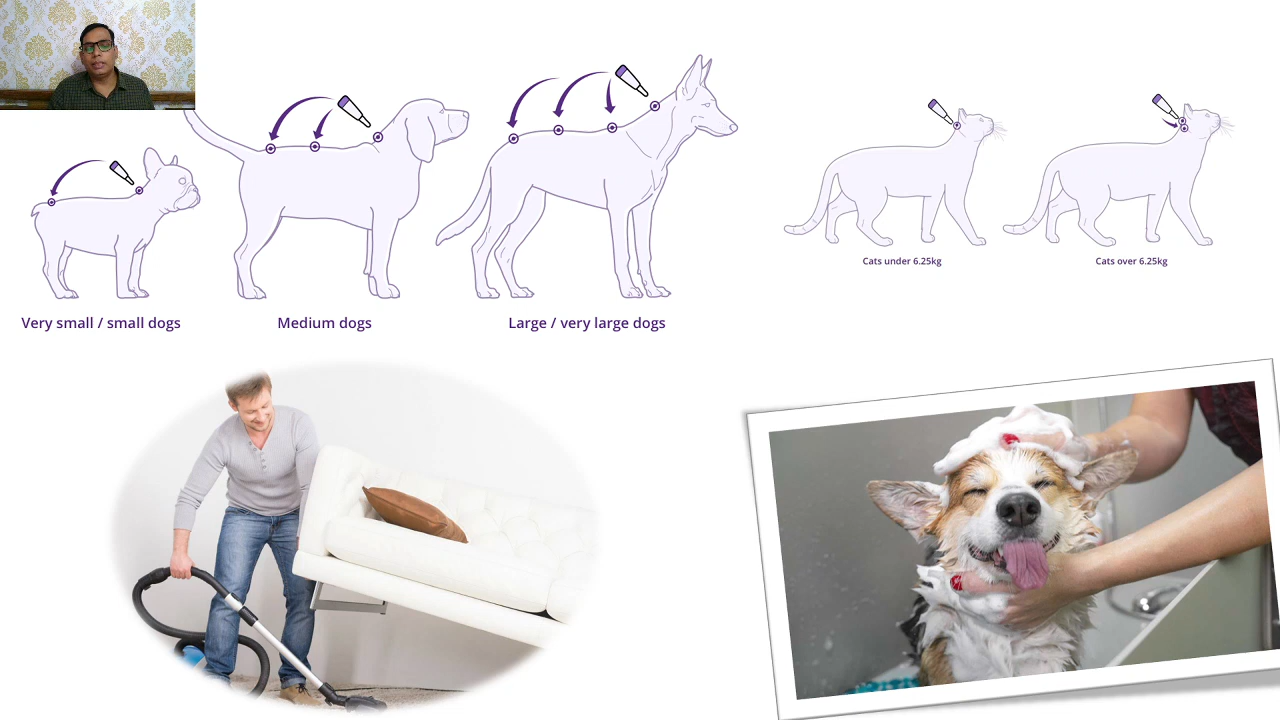 Cats under 6.25kg
Cats over 6.25kg
Very small / small dogs
Medium dogs
Large / very large dogs